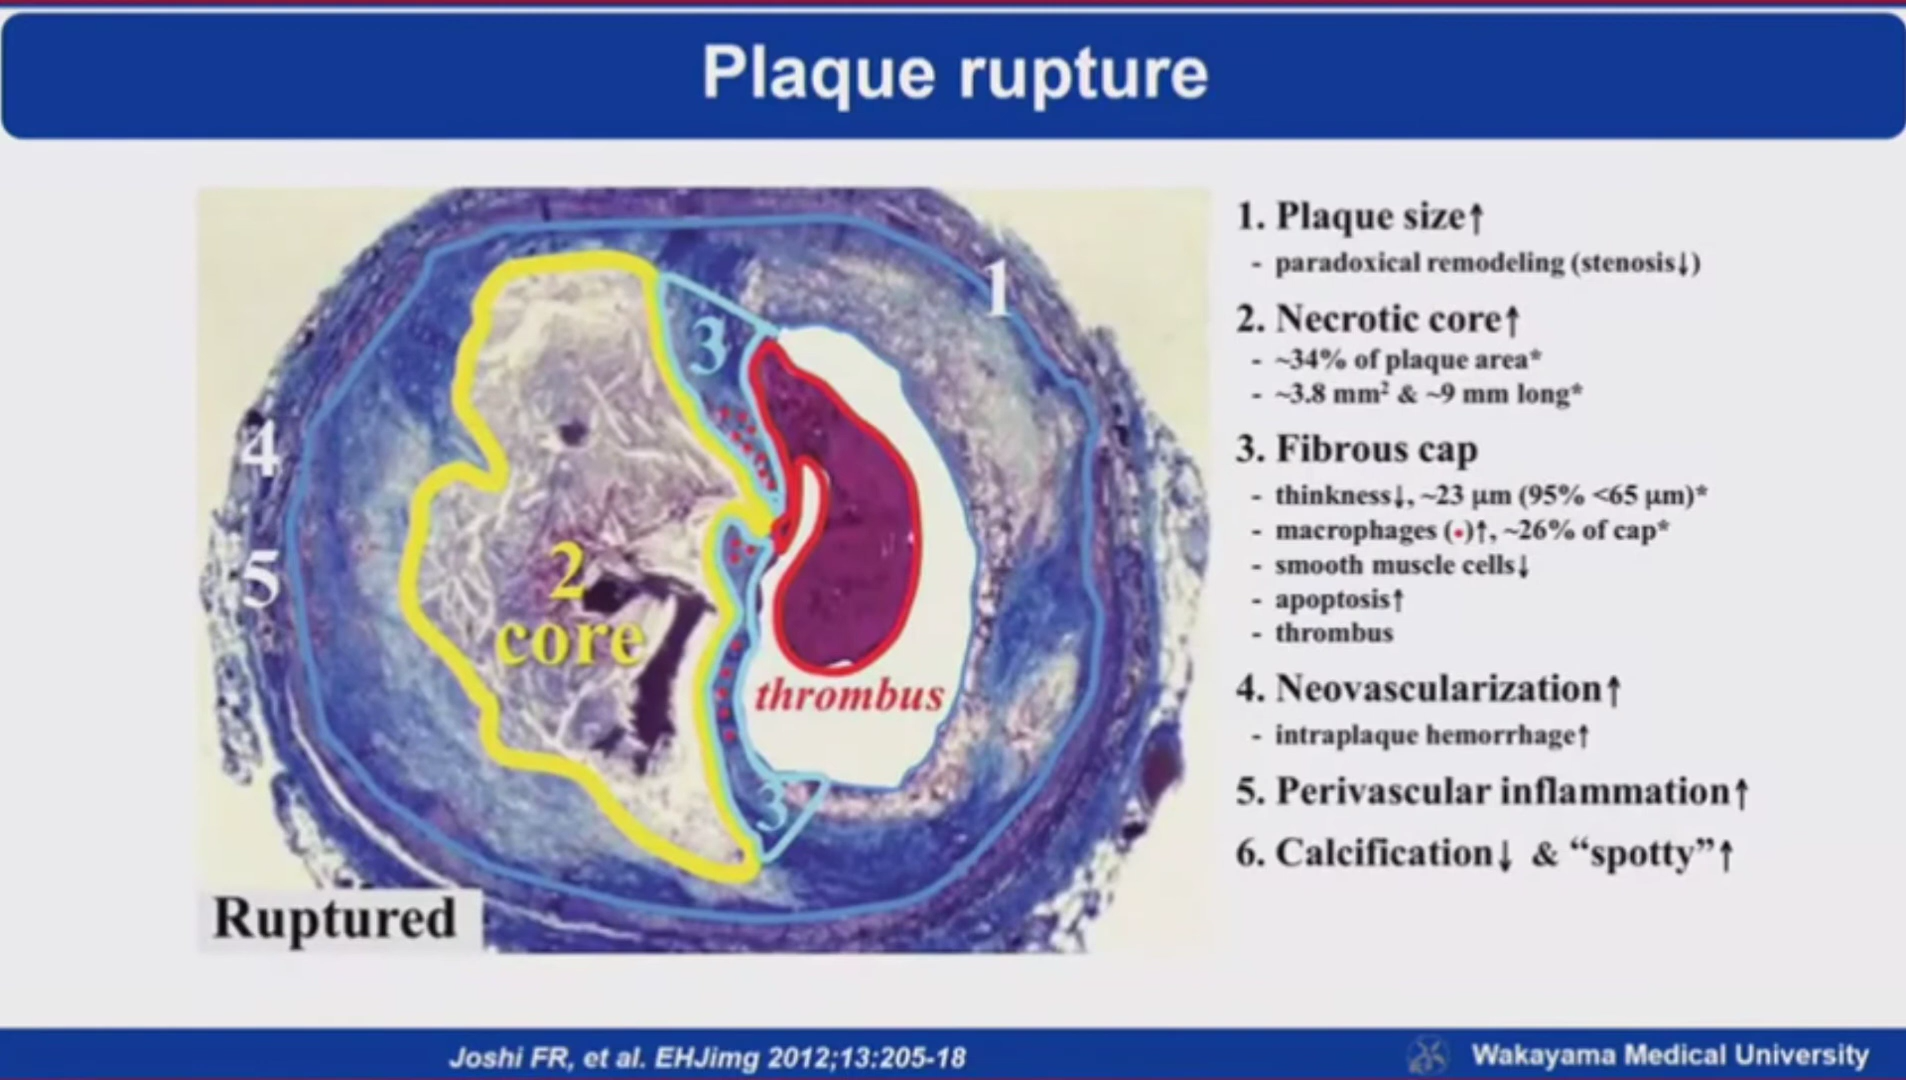 Plaque rupture
1
3
4
5
2
core
thrombus
3
Ruptured
1. Plaque size↑
- paradoxical remodeling (stenosis↓)
2. Necrotic core↑
- ~34% of plaque area*
- ~3.8 mm² & ~9 mm long*
3. Fibrous cap
- thinkness↓, ~23 µm (95% <65 µm)*
- macrophages (•)↑, ~26% of cap*
- smooth muscle cells↓
- apoptosis↑
- thrombus
4. Neovascularization↑
- intraplaque hemorrhage↑
5. Perivascular inflammation↑
6. Calcification↓ & “spotty”↑
Joshi FR, et al. EHJimg 2012;13:205-18
Wakayama Medical University